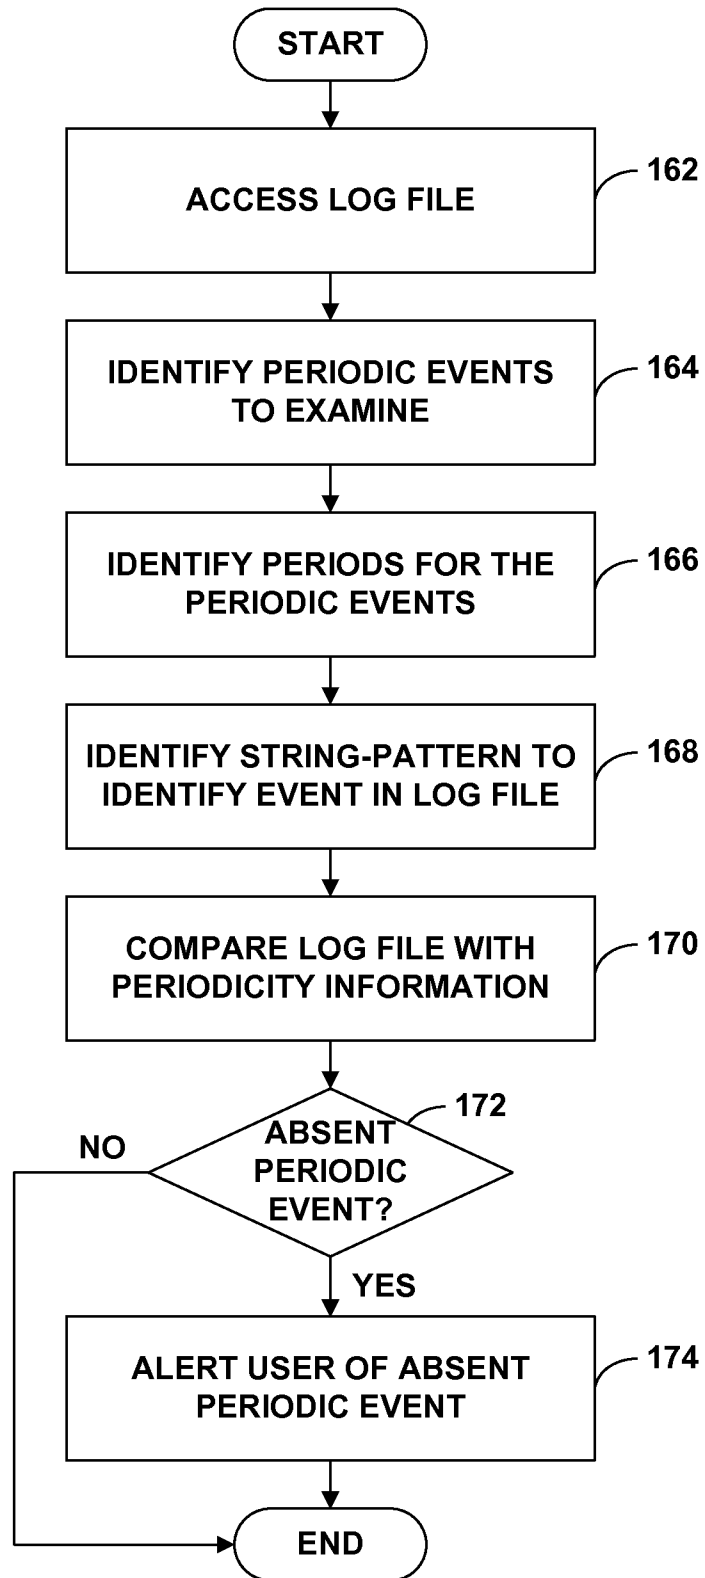 START
ACCESS LOG FILE
162
IDENTIFY PERIODIC EVENTS
TO EXAMINE
164
IDENTIFY PERIODS FOR THE
PERIODIC EVENTS
166
IDENTIFY STRING-PATTERN TO
IDENTIFY EVENT IN LOG FILE
168
COMPARE LOG FILE WITH
PERIODICITY INFORMATION
170
172
ABSENT
PERIODIC
EVENT?
NO
YES
ALERT USER OF ABSENT
PERIODIC EVENT
174
END